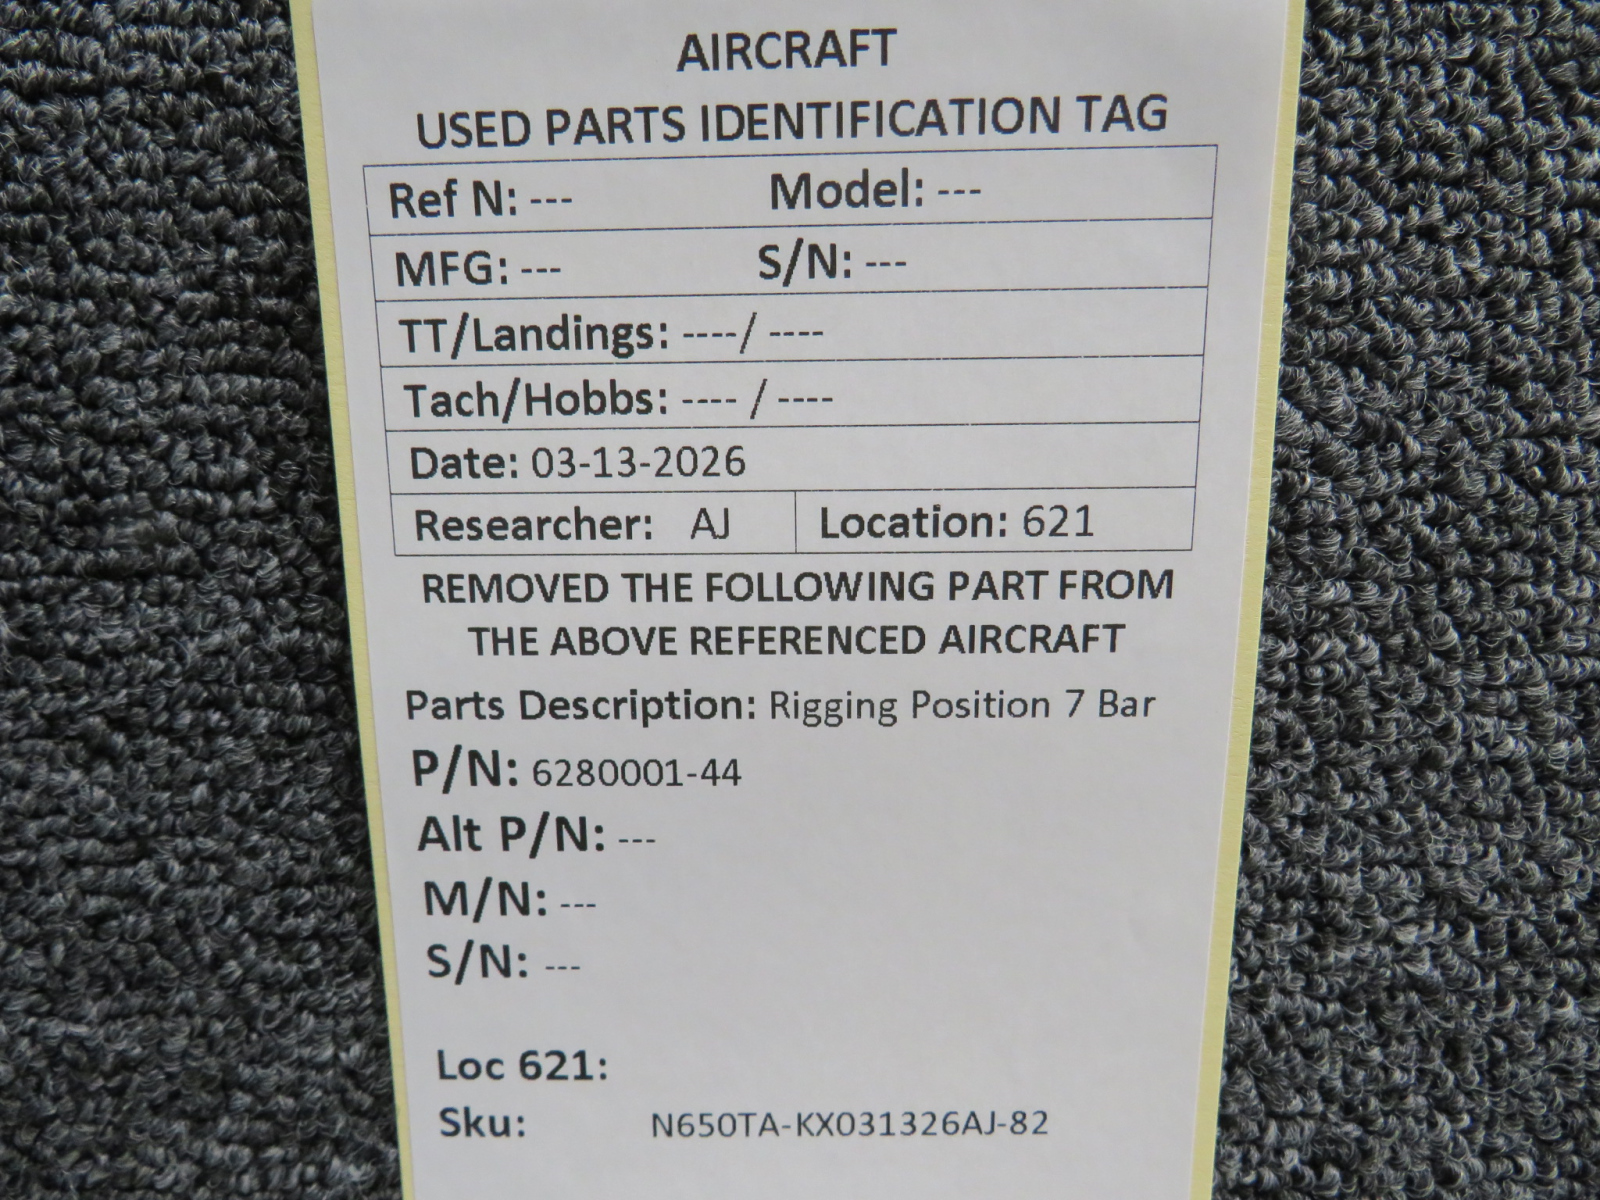 AIRCRAFT
USED PARTS IDENTIFICATION TAG
Ref N: --- Model: ---
MFG: --- S/N: ---
TT/Landings: ----/ ----
Tach/Hobbs: ---- / ----
Date: 03-13-2026
Researcher: AJ Location: 621
REMOVED THE FOLLOWING PART FROM
THE ABOVE REFERENCED AIRCRAFT
Parts Description: Rigging Position 7 Bar
P/N: 6280001-44
Alt P/N: ---
M/N: ---
S/N: ---
Loc 621:
Sku: N650TA-KX031326AJ-82